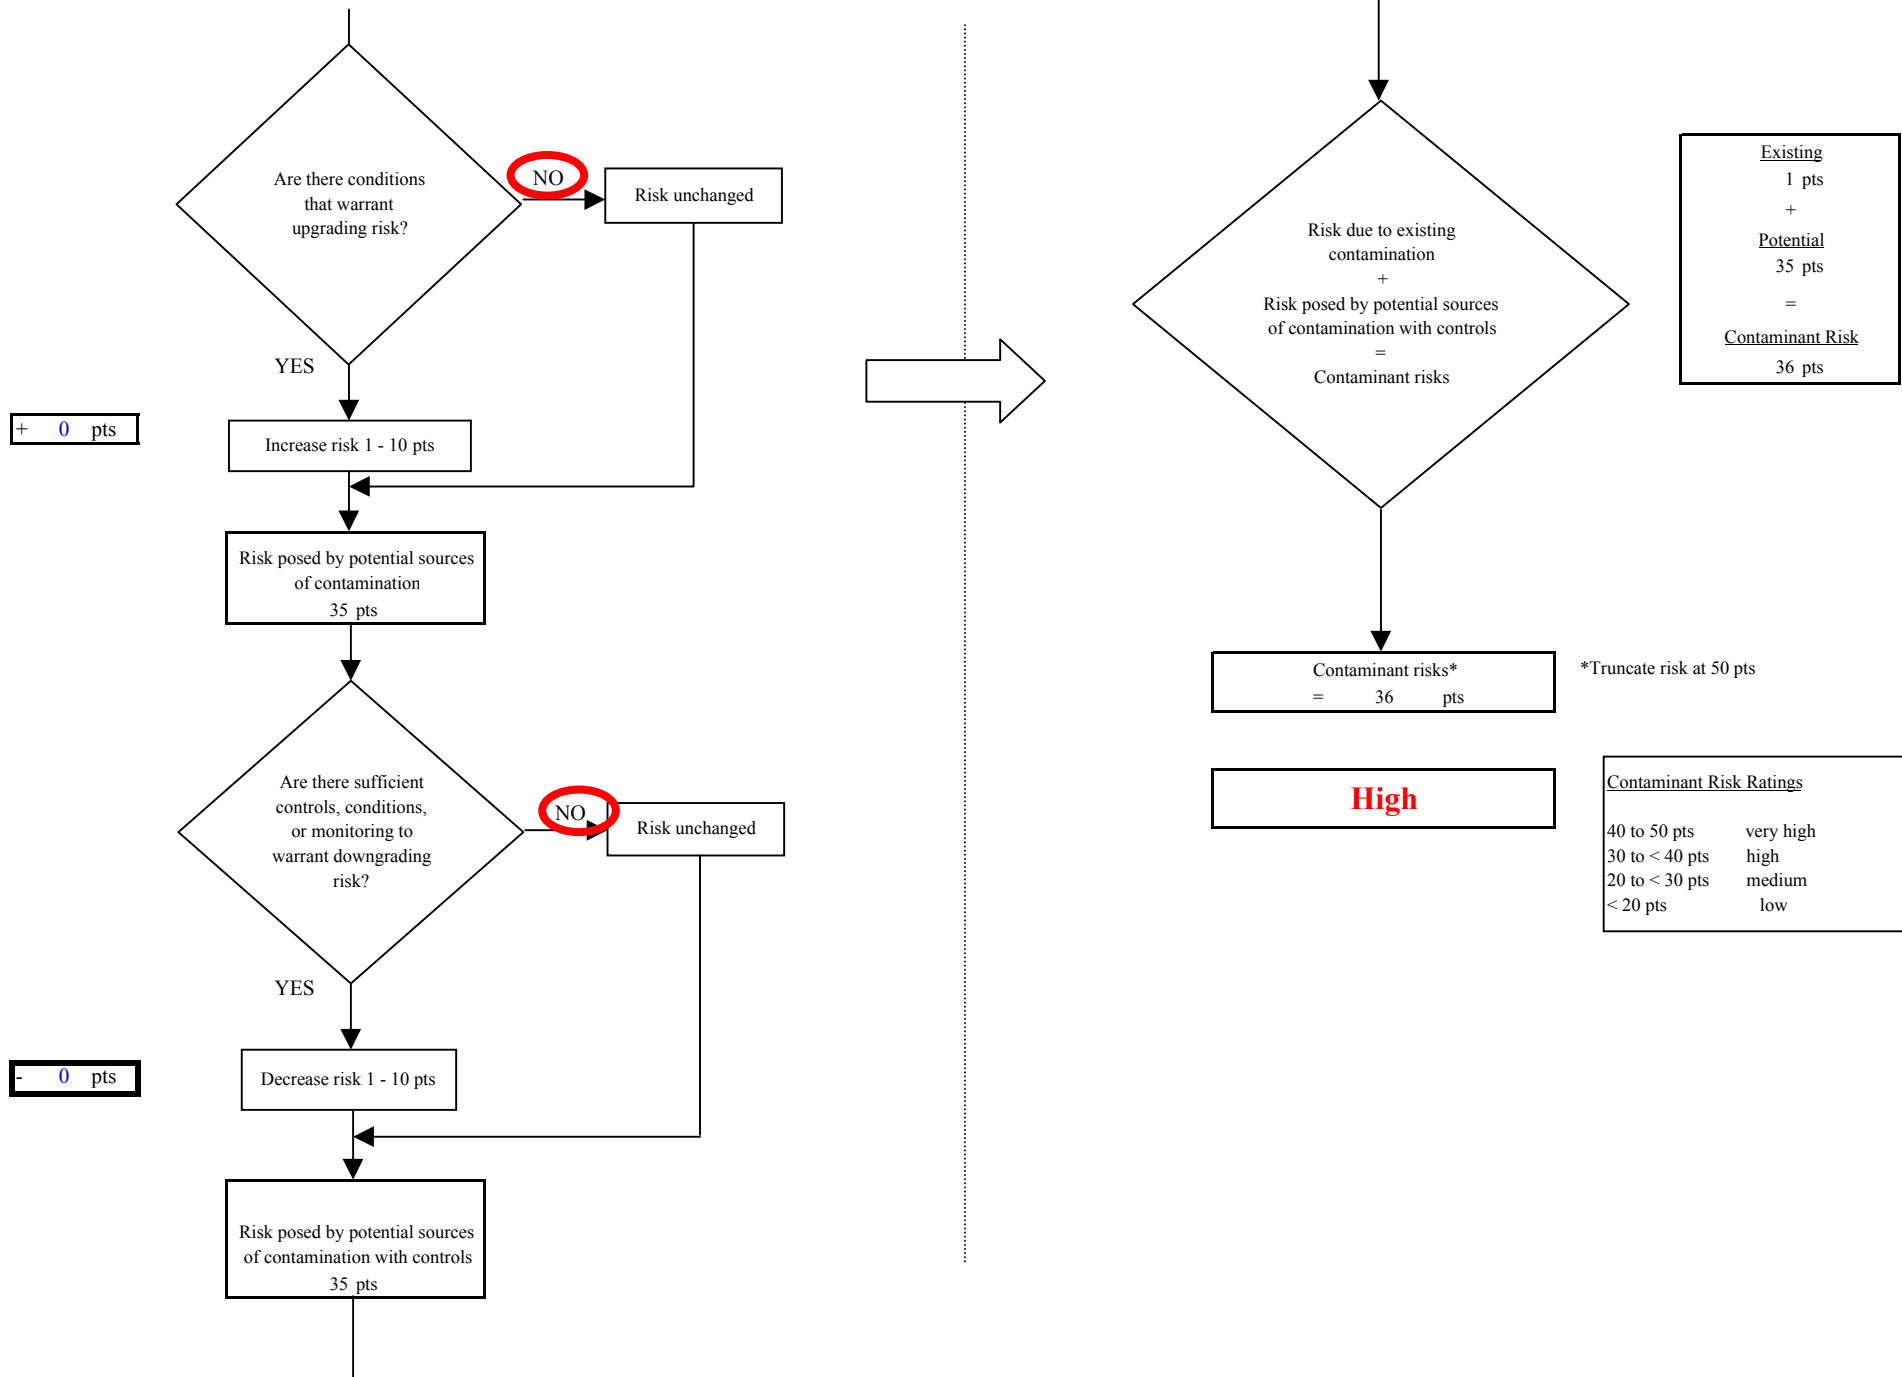 Are there conditions
that warrant
upgrading risk?
NO
Risk unchanged
YES
+ 0 pts
Increase risk 1 - 10 pts
Risk posed by potential sources
of contamination
35 pts
Are there sufficient
controls, conditions,
or monitoring to
warrant downgrading
risk?
NO
Risk unchanged
YES
- 0 pts
Decrease risk 1 - 10 pts
Risk posed by potential sources
of contamination with controls
35 pts
Risk due to existing
contamination
+
Risk posed by potential sources
of contamination with controls
=
Contaminant risks
Existing
1 pts
+
Potential
35 pts
=
Contaminant Risk
36 pts
Contaminant risks*
= 36 pts
*Truncate risk at 50 pts
High
Contaminant Risk Ratings
40 to 50 pts very high
30 to < 40 pts high
20 to < 30 pts medium
< 20 pts low